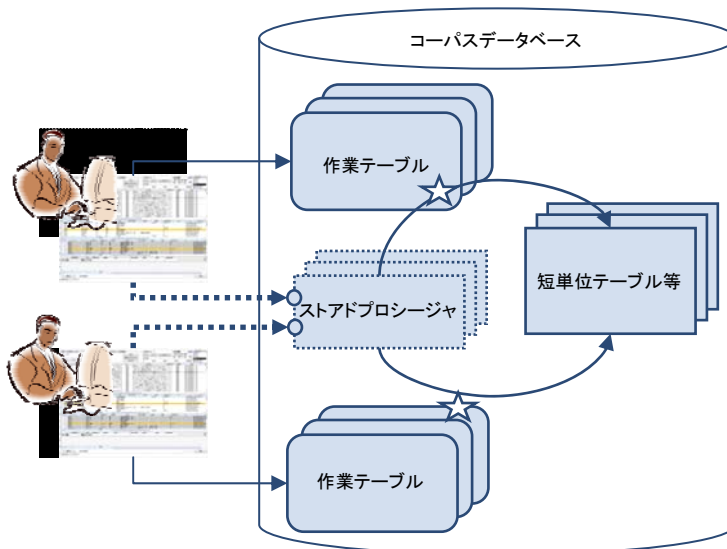 コーパスデータベース
作業テーブル
短単位テーブル等
ストアドプロシージャ
作業テーブル